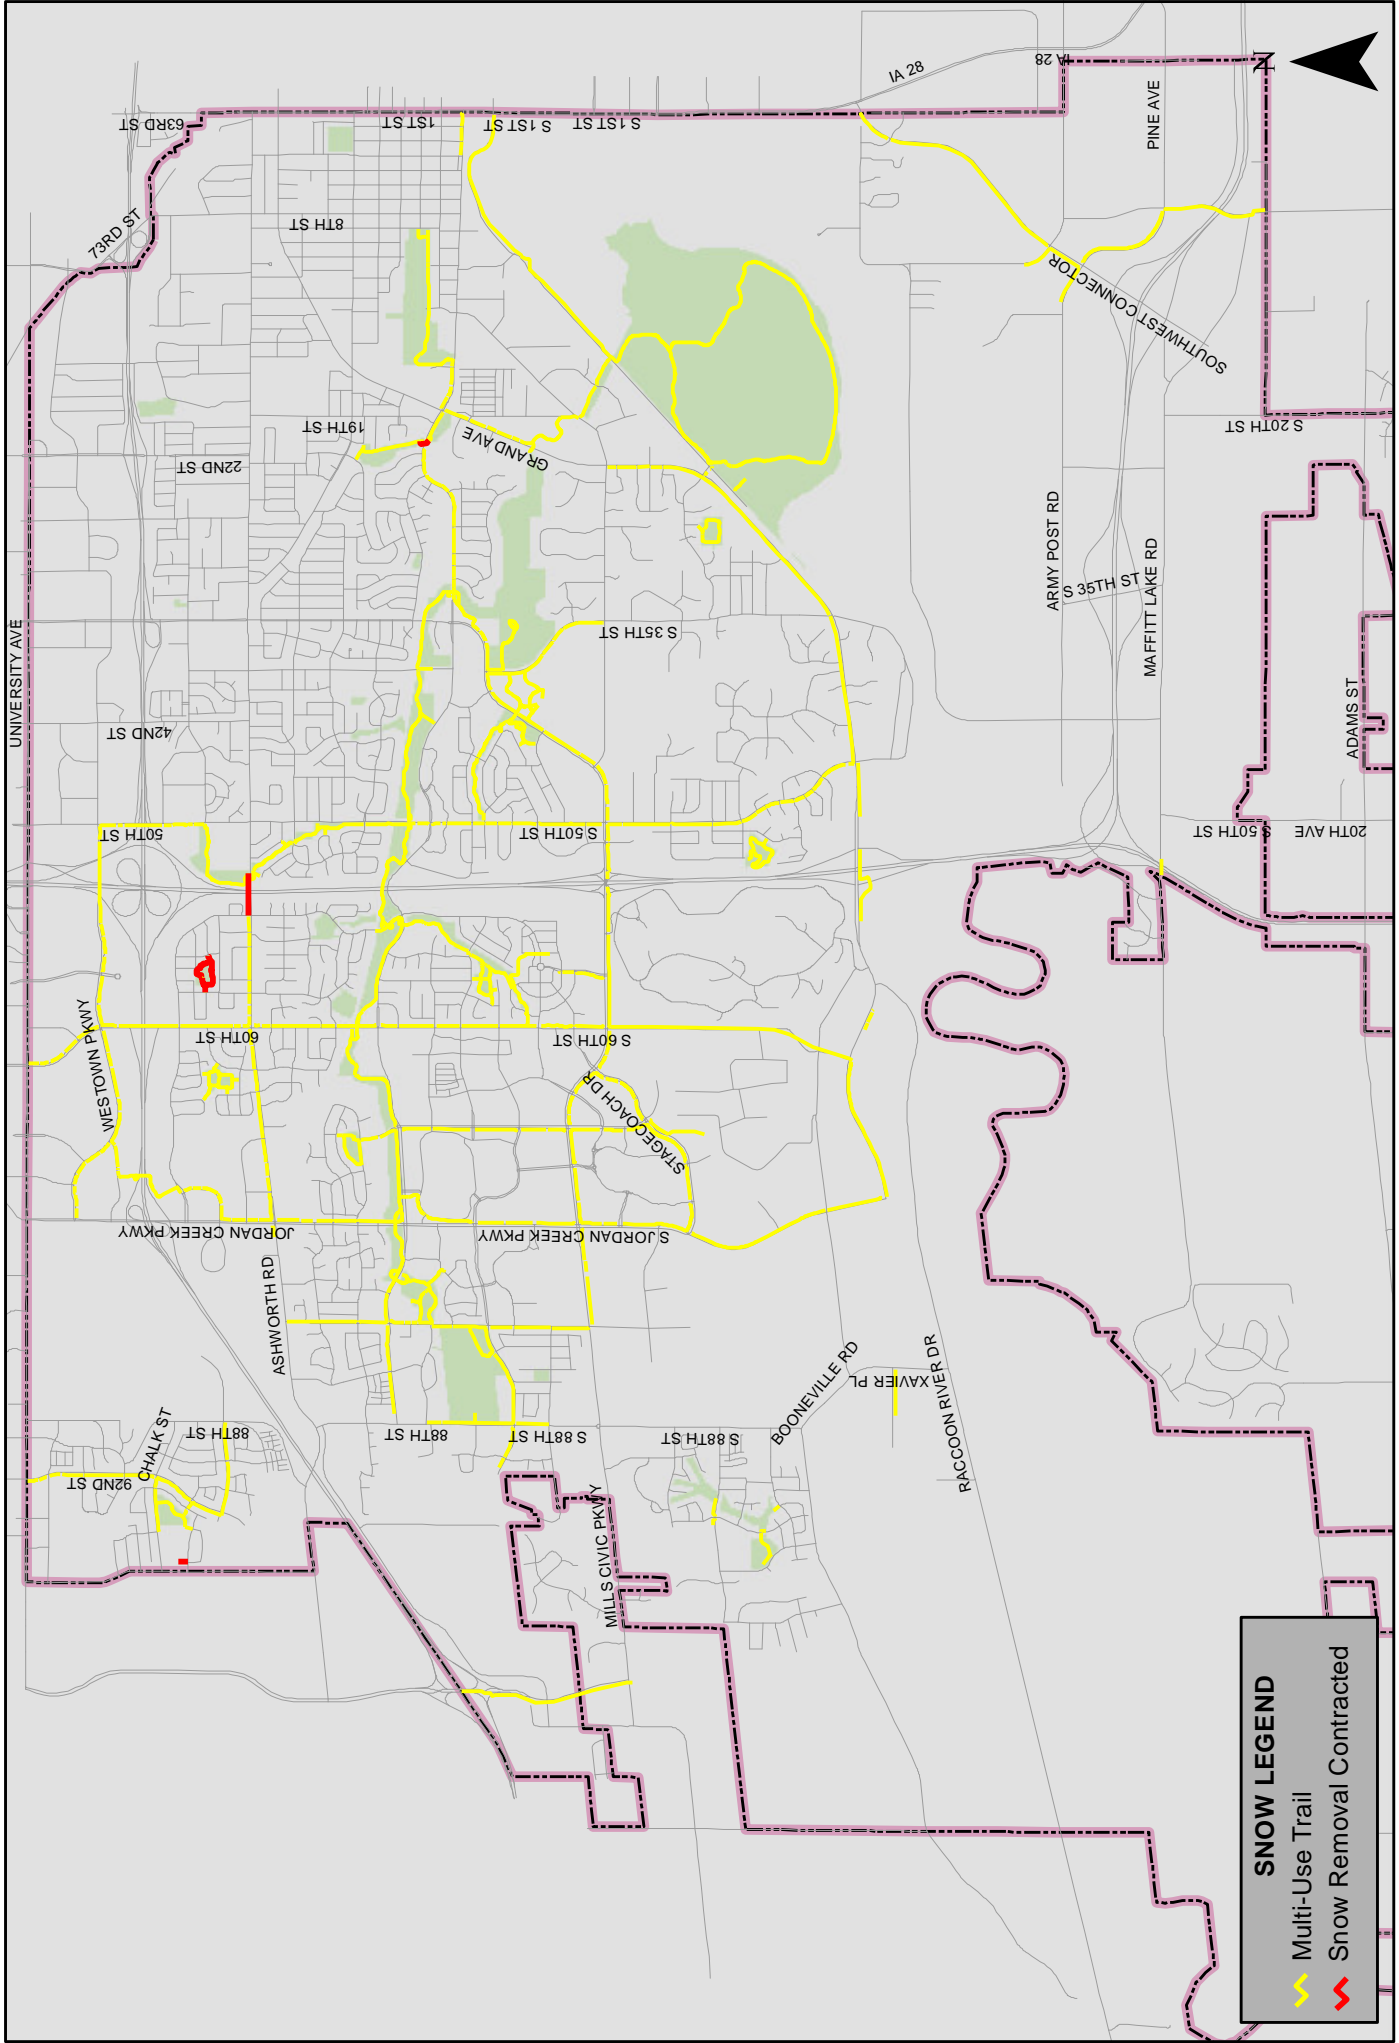 UNIVERSITY AVE
63RD ST
73RD ST
1ST ST
S 1ST ST
S 1ST ST
IA 28
IA 28
PINE AVE
N
8TH ST
SOUTHWEST CONNECTOR
19TH ST
22ND ST
GRAND AVE
S 20TH ST
ARMY POST RD
S 35TH ST
MAFFITT LAKE RD
S 35TH ST
ADAMS ST
42ND ST
50TH ST
S 50TH ST
S 50TH ST
20TH AVE
WESTOWN PKWY
60TH ST
S 60TH ST
STAGECOACH DR
JORDAN CREEK PKWY
S JORDAN CREEK PKWY
ASHWORTH RD
BOONEVILLE RD
XAVIER PL
RACCOON RIVER DR
CHALK ST
88TH ST
88TH ST
S 88TH ST
S 88TH ST
92ND ST
MILLS CIVIC PKWY
SNOW LEGEND
Multi-Use Trail
Snow Removal Contracted